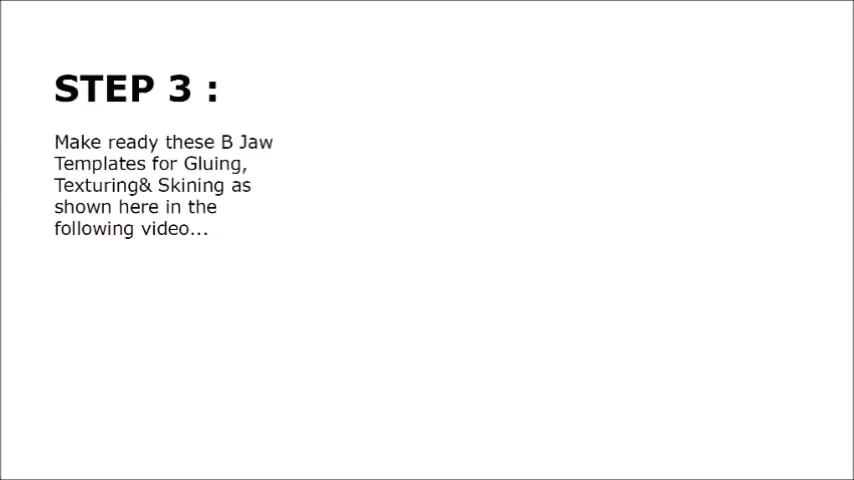 STEP 3 :
Make ready these B Jaw
Templates for Gluing,
Texturing& Skining as
shown here in the
following video...